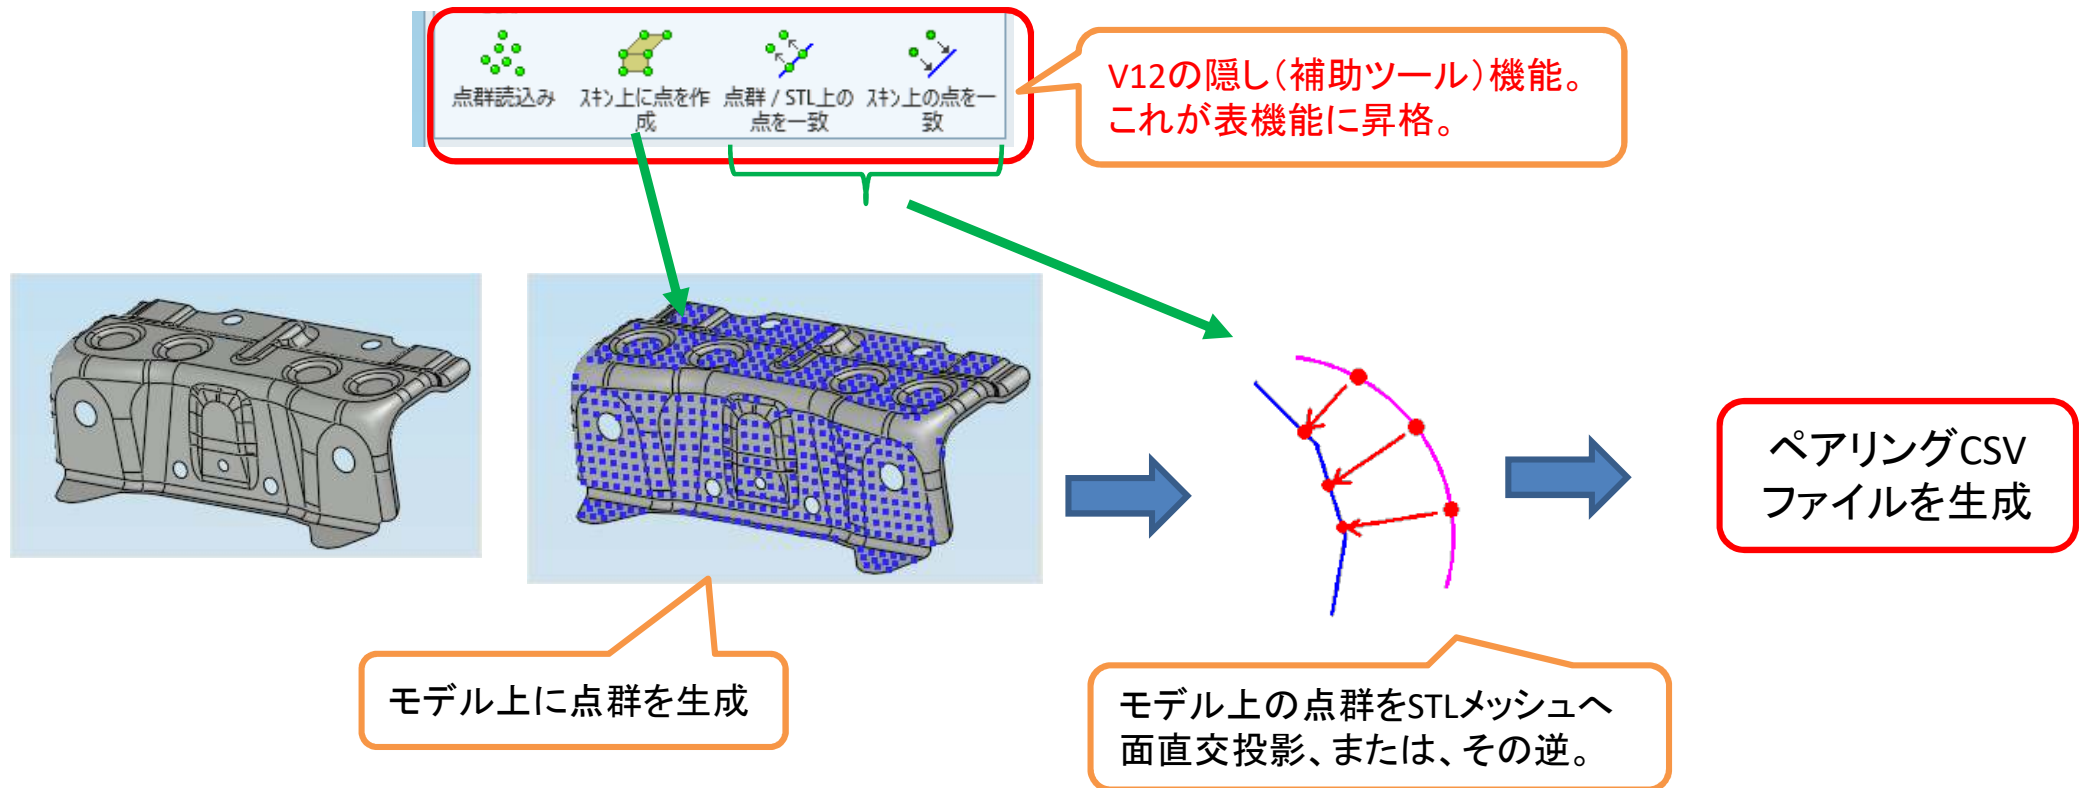 点群読込み
ｽｷﾝ上に点を作
成
点群 / STL上の
点を一致
ｽｷﾝ上の点を一
致
V12の隠し（補助ツール）機能。
これが表機能に昇格。
モデル上に点群を生成
モデル上の点群をSTLメッシュへ
面直交投影、または、その逆。
ペアリングCSV
ファイルを生成